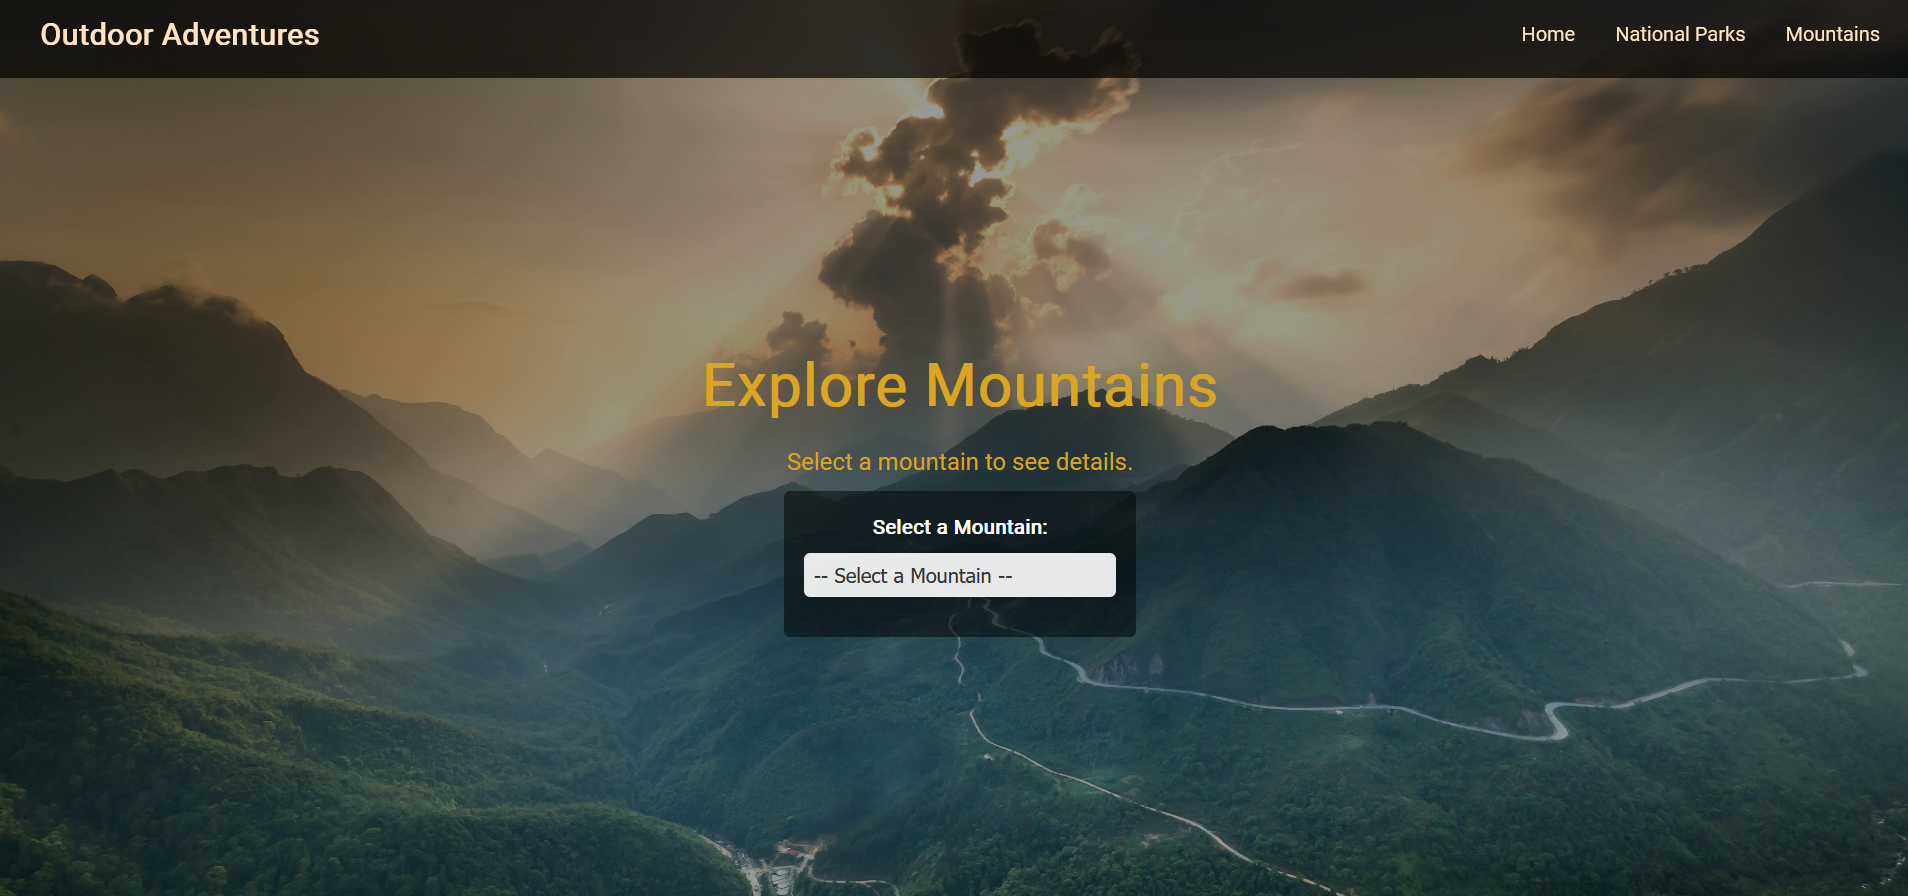 Outdoor Adventures
Home
National Parks
Mountains
Explore Mountains
Select a mountain to see details.
Select a Mountain:
-- Select a Mountain --